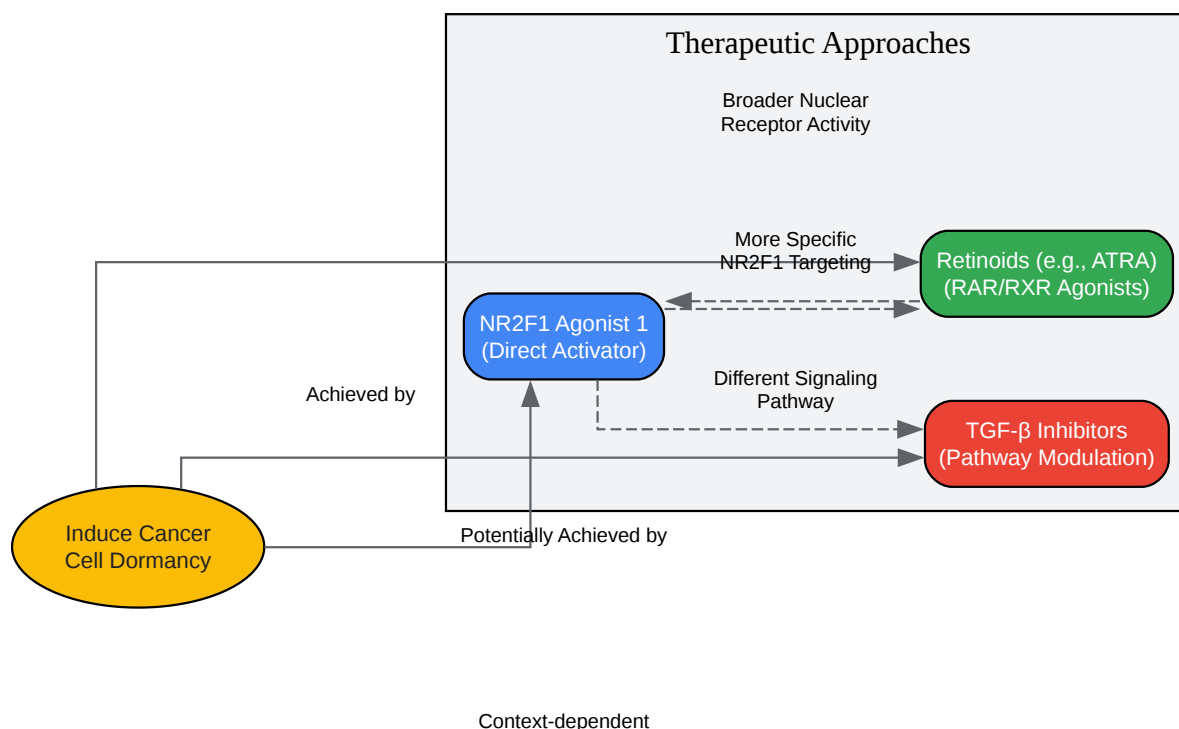 Therapeutic Approaches
Broader Nuclear
Receptor Activity
More Specific
NR2F1 Targeting
Retinoids (e.g., ATRA)
(RAR/RXR Agonists)
NR2F1 Agonist 1
(Direct Activator)
Different Signaling
Pathway
Achieved by
TGF-β Inhibitors
(Pathway Modulation)
Induce Cancer
Cell Dormancy
Potentially Achieved by
Context-dependent